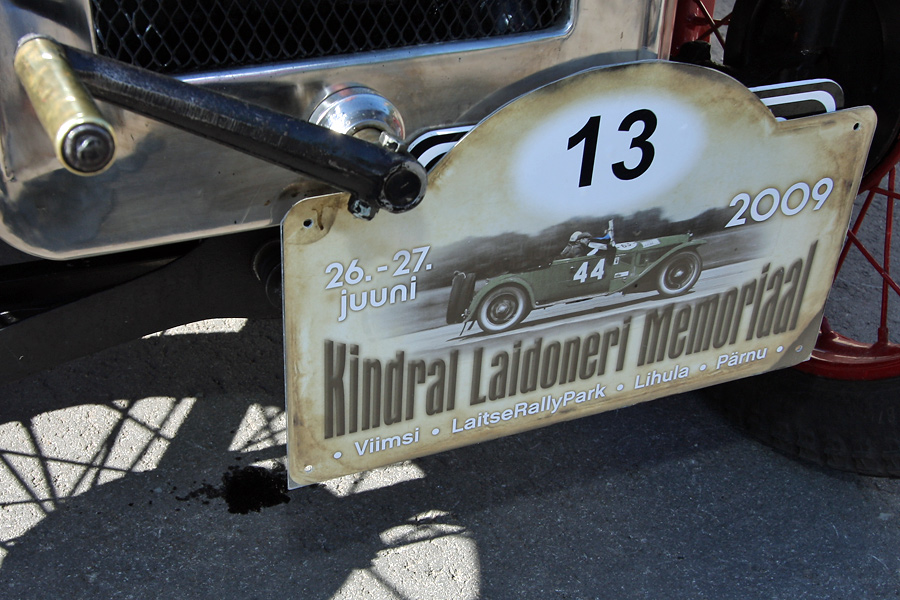 13
2009
26.-27.
juuni
44
Kindral Laidoneri Memoriaal
• Viimsi • LaitseRallyPark • Lihula • Pärnu •